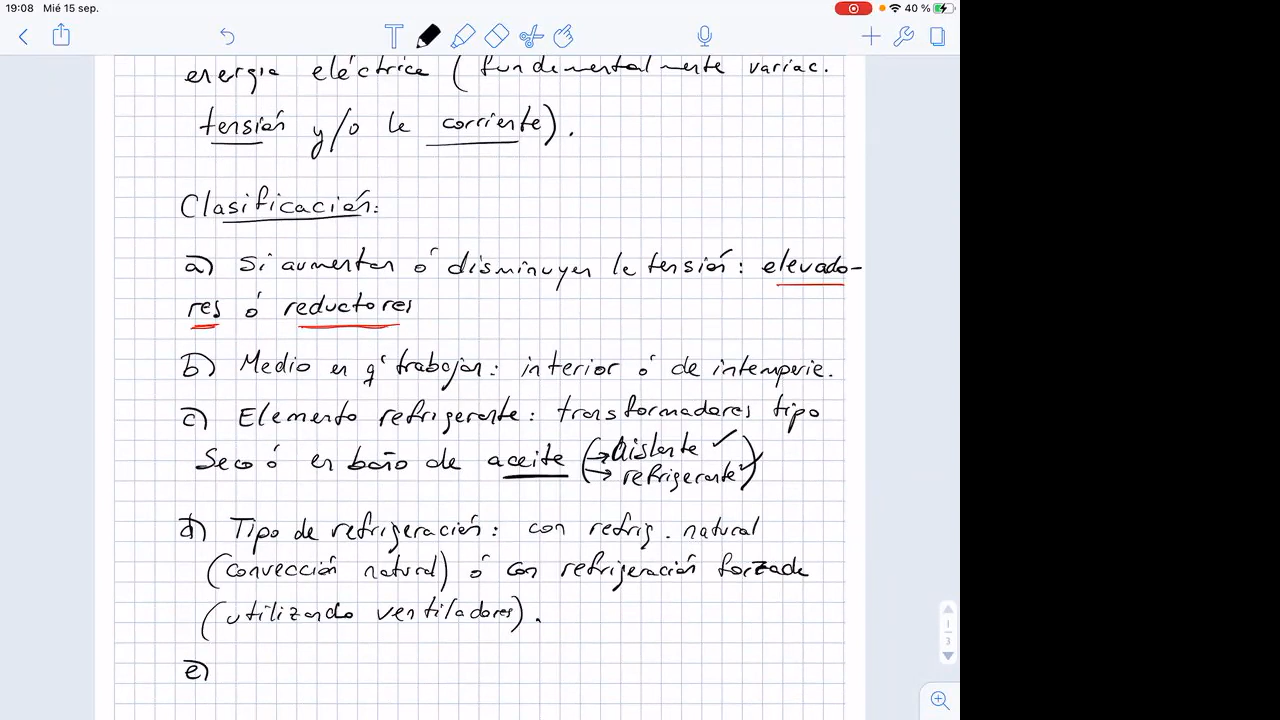 19:08 Mié 15 sep.
40 %
T
energía eléctrica (fundamentalmente variac.
tensión y/o la corriente).
Clasificación:
a) Si aumentan ó disminuyen la tensión: elevado-
res ó reductores
b) Medio en q' trabajan: interior ó de intemperie.
c) Elemento refrigerante: transformadores tipo
Seco ó en baño de aceite (→ Aislante ✓
→ refrigerante ✓)
d) Tipo de refrigeración: con refrig. natural
(convección natural) ó con refrigeración forzada
(utilizando ventiladores).
e)
1
3